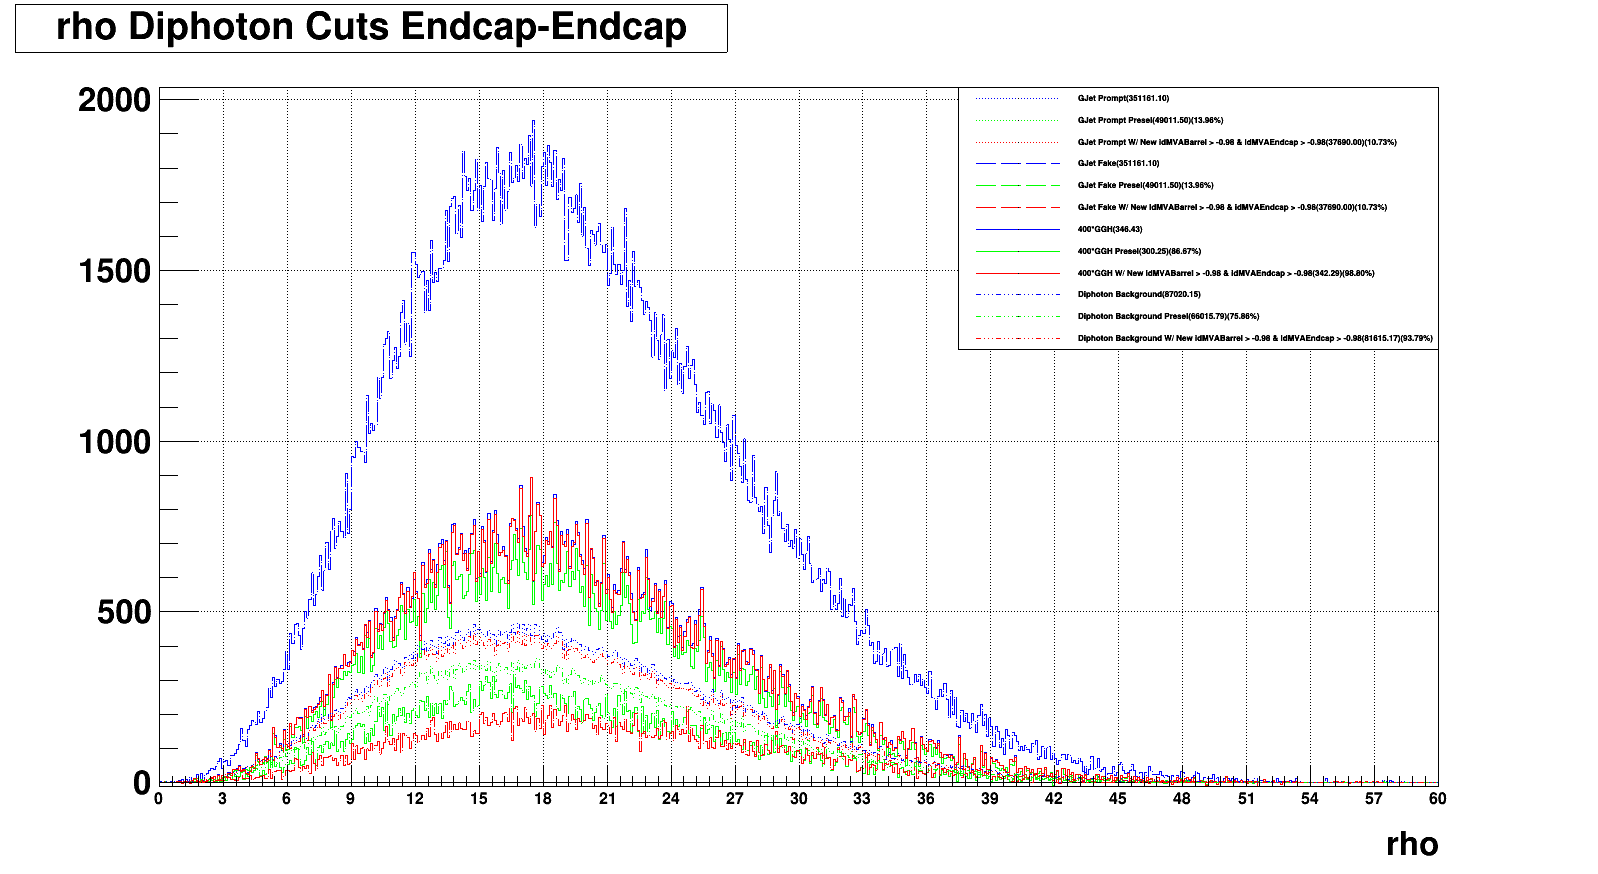 rho Diphoton Cuts Endcap-Endcap
2000
1500
1000
500
0
GJet Prompt(351161.10)
GJet Prompt Presel(49011.50)(13.96%)
GJet Prompt W/ New idMVABarrel > -0.98 & idMVAEndcap > -0.98(37690.00)(10.73%)
GJet Fake(351161.10)
GJet Fake Presel(49011.50)(13.96%)
GJet Fake W/ New idMVABarrel > -0.98 & idMVAEndcap > -0.98(37690.00)(10.73%)
400*GGH(346.43)
400*GGH Presel(300.25)(86.67%)
400*GGH W/ New idMVABarrel > -0.98 & idMVAEndcap > -0.98(342.29)(98.80%)
Diphoton Background(87020.15)
Diphoton Background Presel(66015.79)(75.86%)
Diphoton Background W/ New idMVABarrel > -0.98 & idMVAEndcap > -0.98(81615.17)(93.79%)
0 3 6 9 12 15 18 21 24 27 30 33 36 39 42 45 48 51 54 57 60
rho